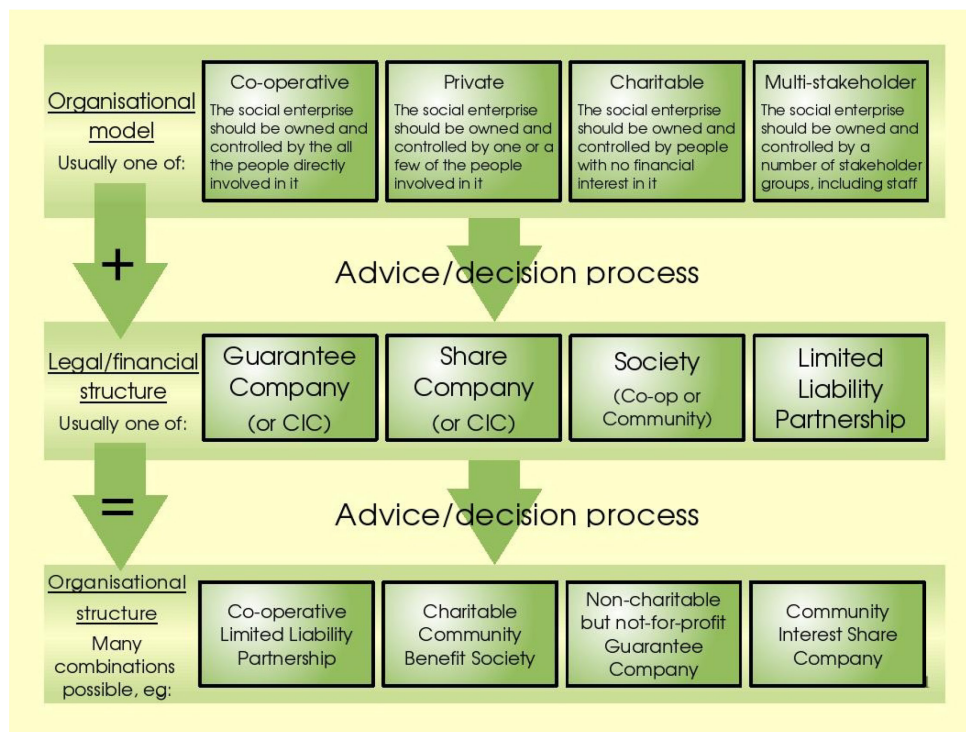 Organisational
model
Usually one of:
Co-operative
The social enterprise
should be owned and
controlled by the all
the people directly
involved in it
Private
The social enterprise
should be owned and
controlled by one or a
few of the people
involved in it
Charitable
The social enterprise
should be owned and
controlled by people
with no financial
interest in it
Multi-stakeholder
The social enterprise
should be owned and
controlled by a
number of stakeholder
groups, including staff
+
Advice/decision process
Legal/financial
structure
Usually one of:
Guarantee
Company
(or CIC)
Share
Company
(or CIC)
Society
(Co-op or
Community)
Limited
Liability
Partnership
=
Advice/decision process
Organisational
structure
Many
combinations
possible, eg:
Co-operative
Limited Liability
Partnership
Charitable
Community
Benefit Society
Non-charitable
but not-for-profit
Guarantee
Company
Community
Interest Share
Company